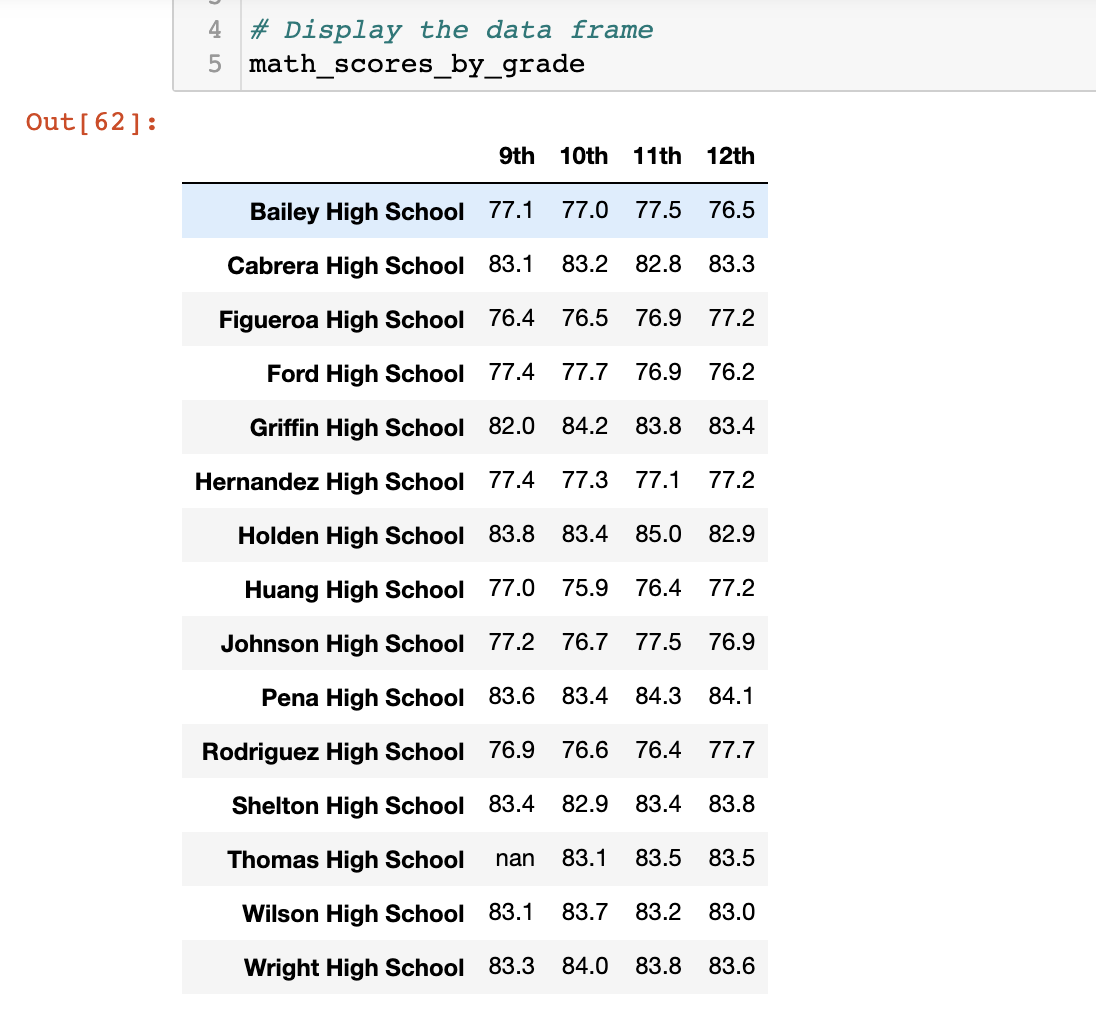 4 # Display the data frame
5 math_scores_by_grade
Out[62]:
9th 10th 11th 12th
Bailey High School 77.1 77.0 77.5 76.5
Cabrera High School 83.1 83.2 82.8 83.3
Figueroa High School 76.4 76.5 76.9 77.2
Ford High School 77.4 77.7 76.9 76.2
Griffin High School 82.0 84.2 83.8 83.4
Hernandez High School 77.4 77.3 77.1 77.2
Holden High School 83.8 83.4 85.0 82.9
Huang High School 77.0 75.9 76.4 77.2
Johnson High School 77.2 76.7 77.5 76.9
Pena High School 83.6 83.4 84.3 84.1
Rodriguez High School 76.9 76.6 76.4 77.7
Shelton High School 83.4 82.9 83.4 83.8
Thomas High School nan 83.1 83.5 83.5
Wilson High School 83.1 83.7 83.2 83.0
Wright High School 83.3 84.0 83.8 83.6